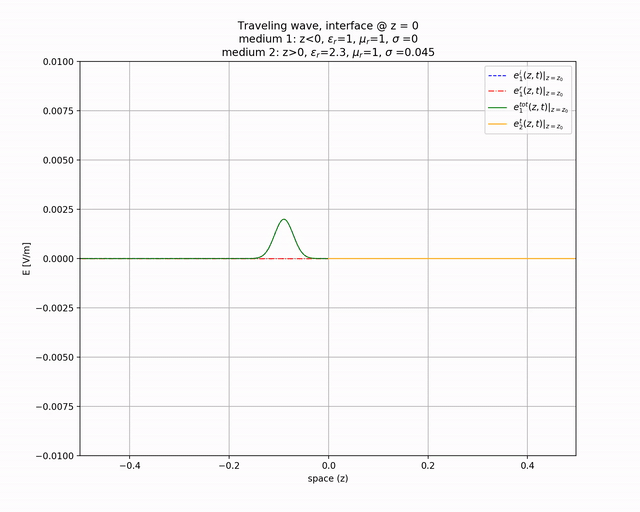 Traveling wave, interface @ z = 0
medium 1: z<0, εr=1, μr=1, σ =0
medium 2: z>0, εr=2.3, μr=1, σ =0.045
0.0100
0.0075
0.0050
0.0025
0.0000
−0.0025
−0.0050
−0.0075
−0.0100
E [V/m]
e₁ⁱ(z, t)|z=z₀
e₁ʳ(z, t)|z=z₀
e₁ᵗᵒᵗ(z, t)|z=z₀
e₂ᵗ(z, t)|z=z₀
−0.4
−0.2
0.0
0.2
0.4
space (z)